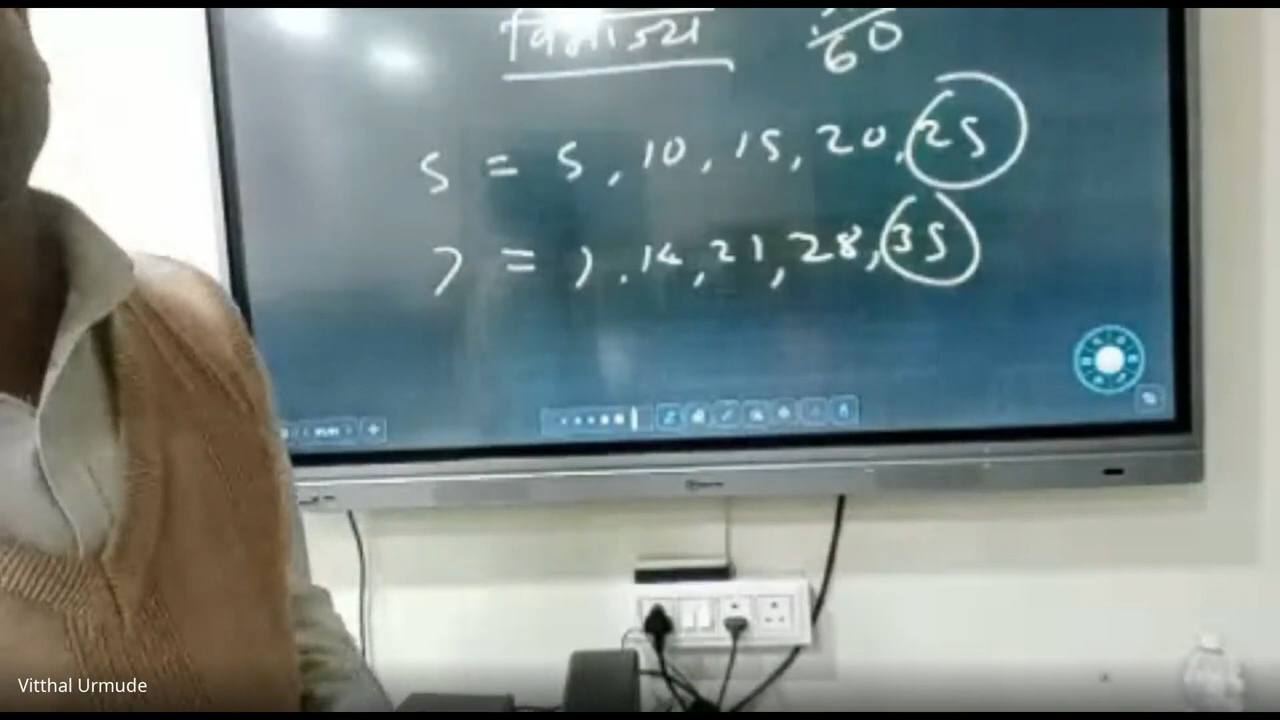 विभाज्य
60
5 = 5, 10, 15, 20, 25
7 = 7, 14, 21, 28, 35
Vitthal Urmude